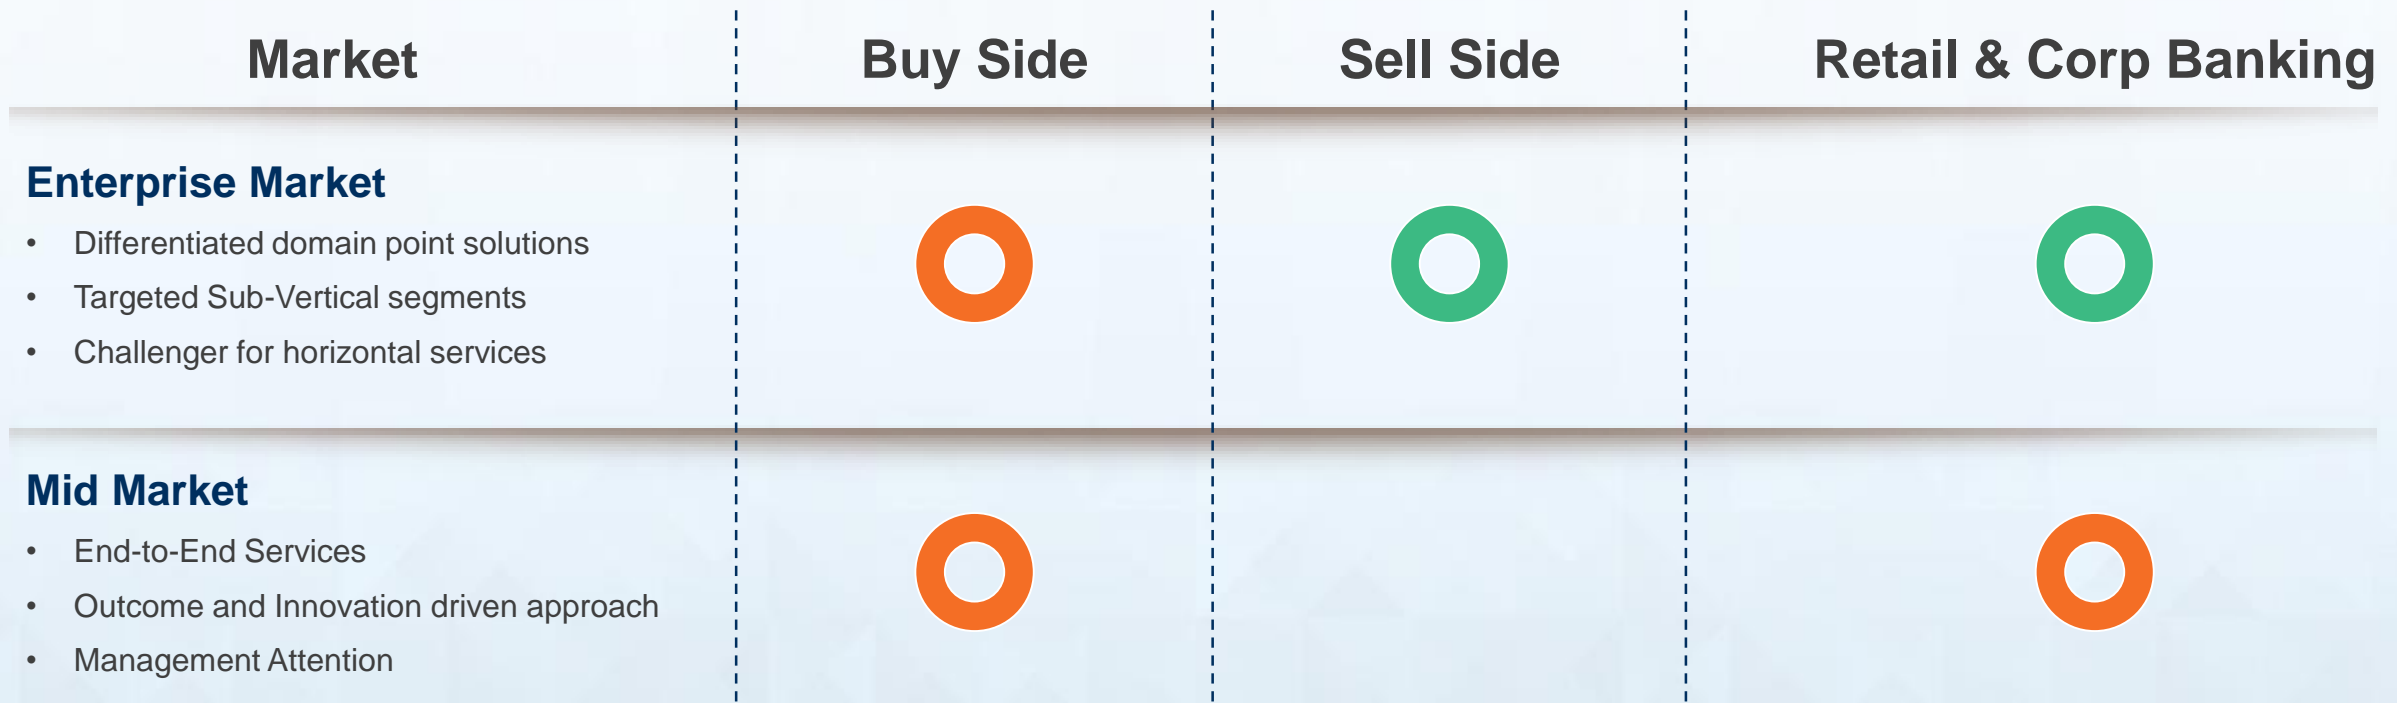 Market
Buy Side
Sell Side
Retail & Corp Banking
Enterprise Market
• Differentiated domain point solutions
• Targeted Sub-Vertical segments
• Challenger for horizontal services
Mid Market
• End-to-End Services
• Outcome and Innovation driven approach
• Management Attention